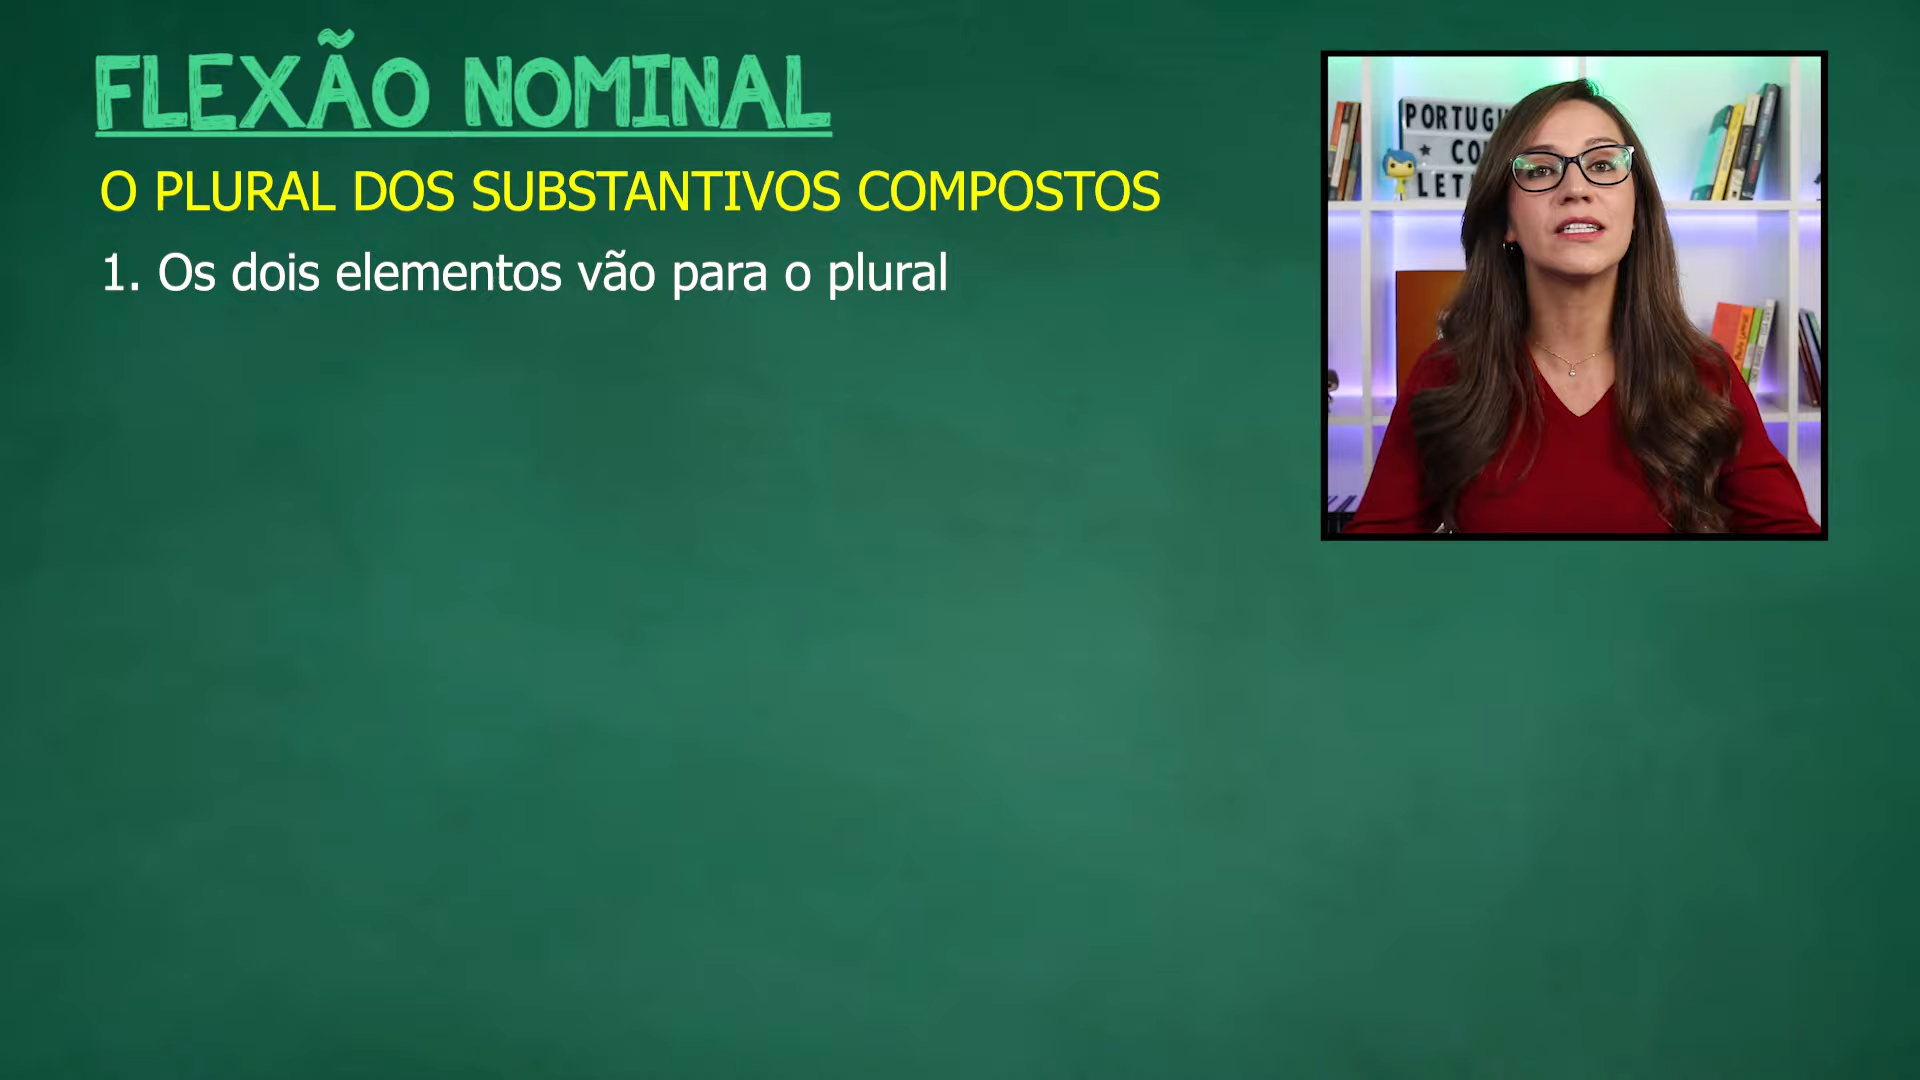 FLEXÃO NOMINAL
O PLURAL DOS SUBSTANTIVOS COMPOSTOS
1. Os dois elementos vão para o plural